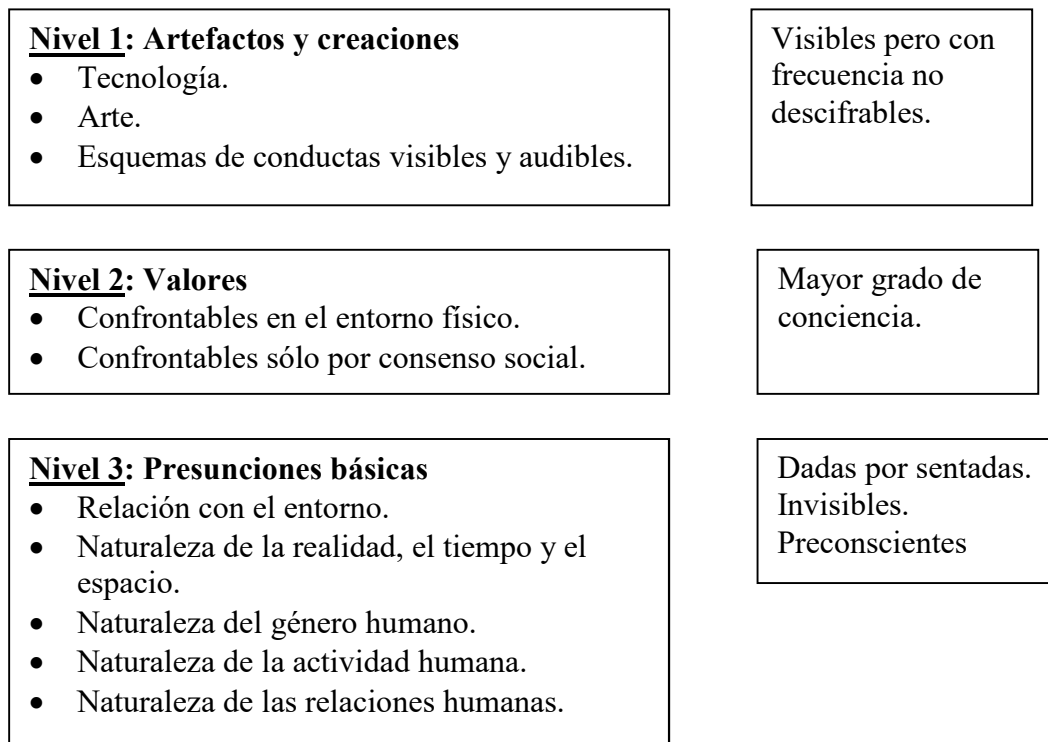 Nivel 1: Artefactos y creaciones
• Tecnología.
• Arte.
• Esquemas de conductas visibles y audibles.
Visibles pero con
frecuencia no
descifrables.
Nivel 2: Valores
• Confrontables en el entorno físico.
• Confrontables sólo por consenso social.
Mayor grado de
conciencia.
Nivel 3: Presunciones básicas
• Relación con el entorno.
• Naturaleza de la realidad, el tiempo y el
espacio.
• Naturaleza del género humano.
• Naturaleza de la actividad humana.
• Naturaleza de las relaciones humanas.
Dadas por sentadas.
Invisibles.
Preconscientes